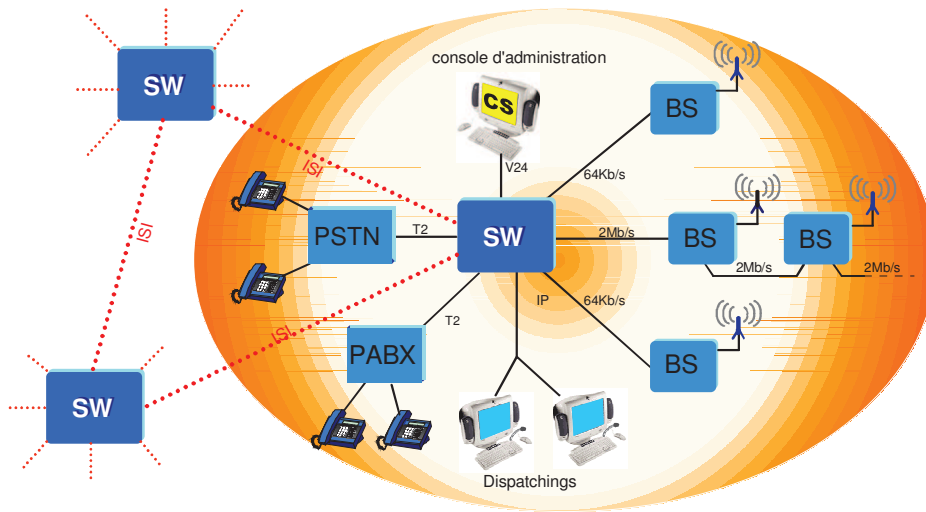 console d'administration
SW
CS
BS
ISI
V24
64Kb/s
ISI
PSTN
T2
SW
2Mb/s
BS
BS
2Mb/s
2Mb/s
IP
64Kb/s
ISI
T2
PABX
BS
SW
Dispatchings